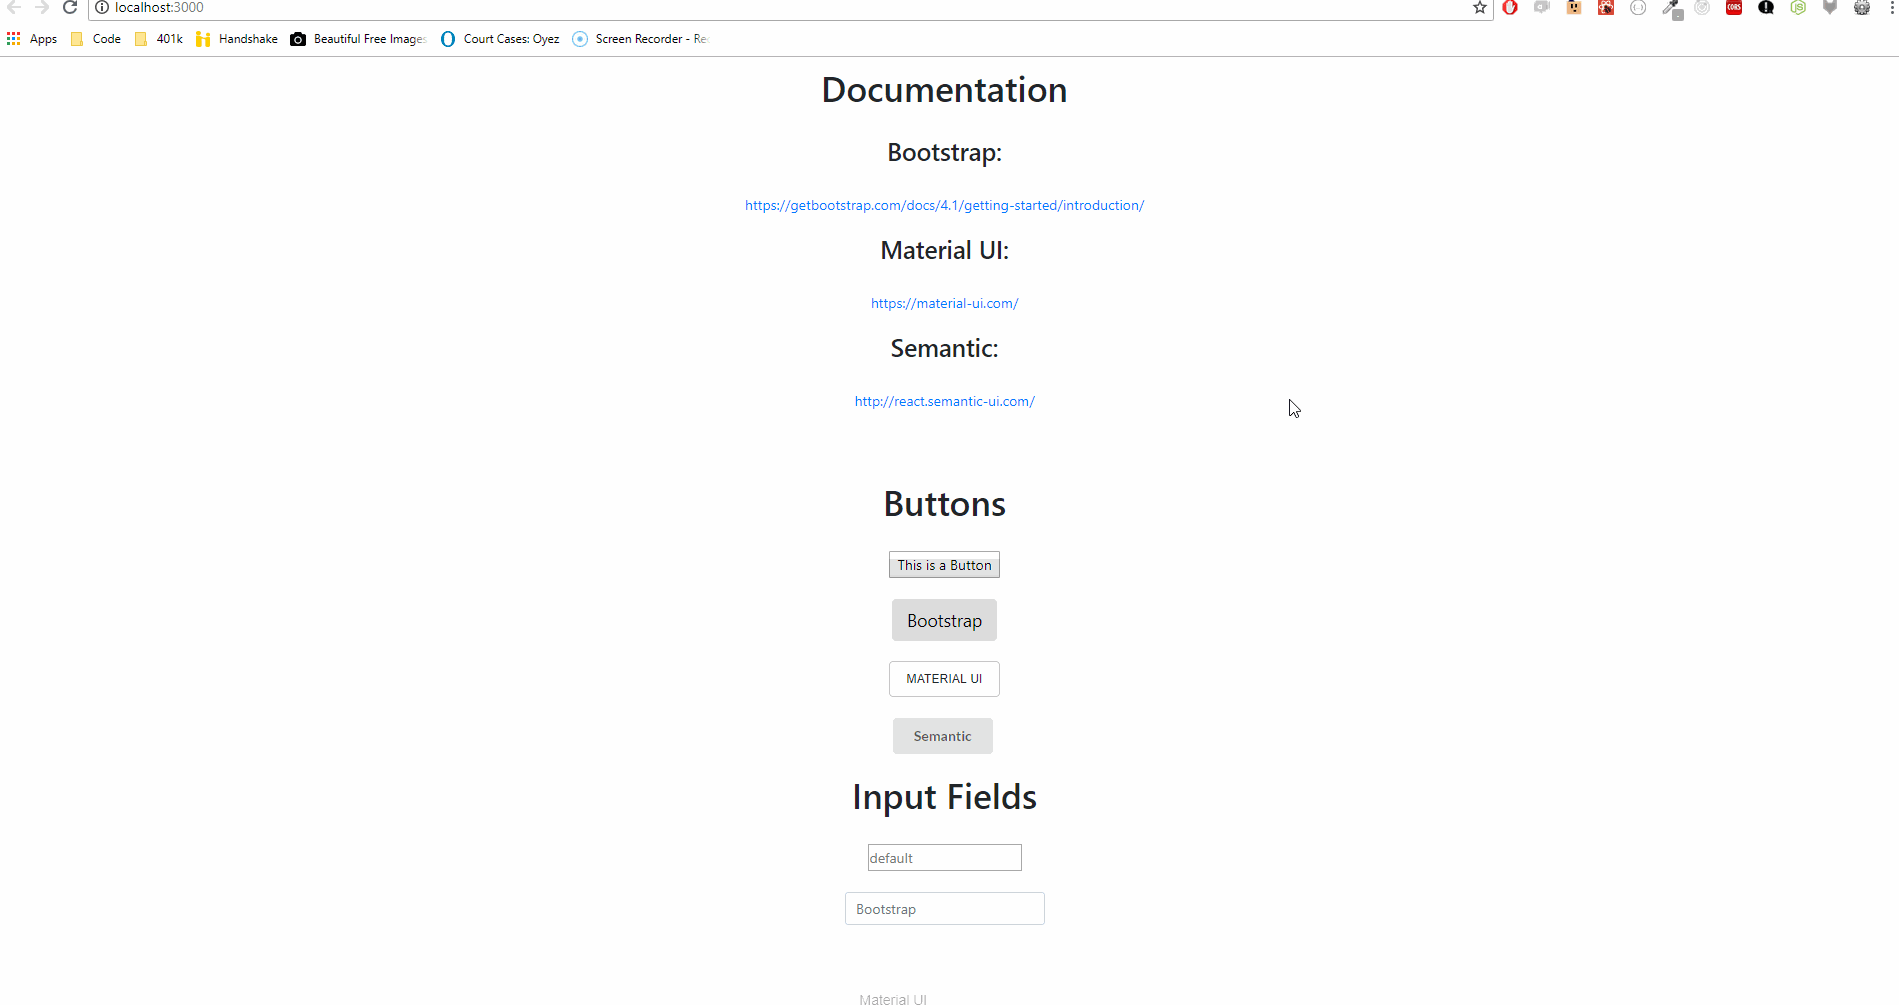 localhost:3000
Apps Code 401k Handshake Beautiful Free Images Court Cases: Oyez Screen Recorder - Re
Documentation
Bootstrap:
https://getbootstrap.com/docs/4.1/getting-started/introduction/
Material UI:
https://material-ui.com/
Semantic:
http://react.semantic-ui.com/
Buttons
This is a Button
Bootstrap
MATERIAL UI
Semantic
Input Fields
default
Bootstrap
Material UI